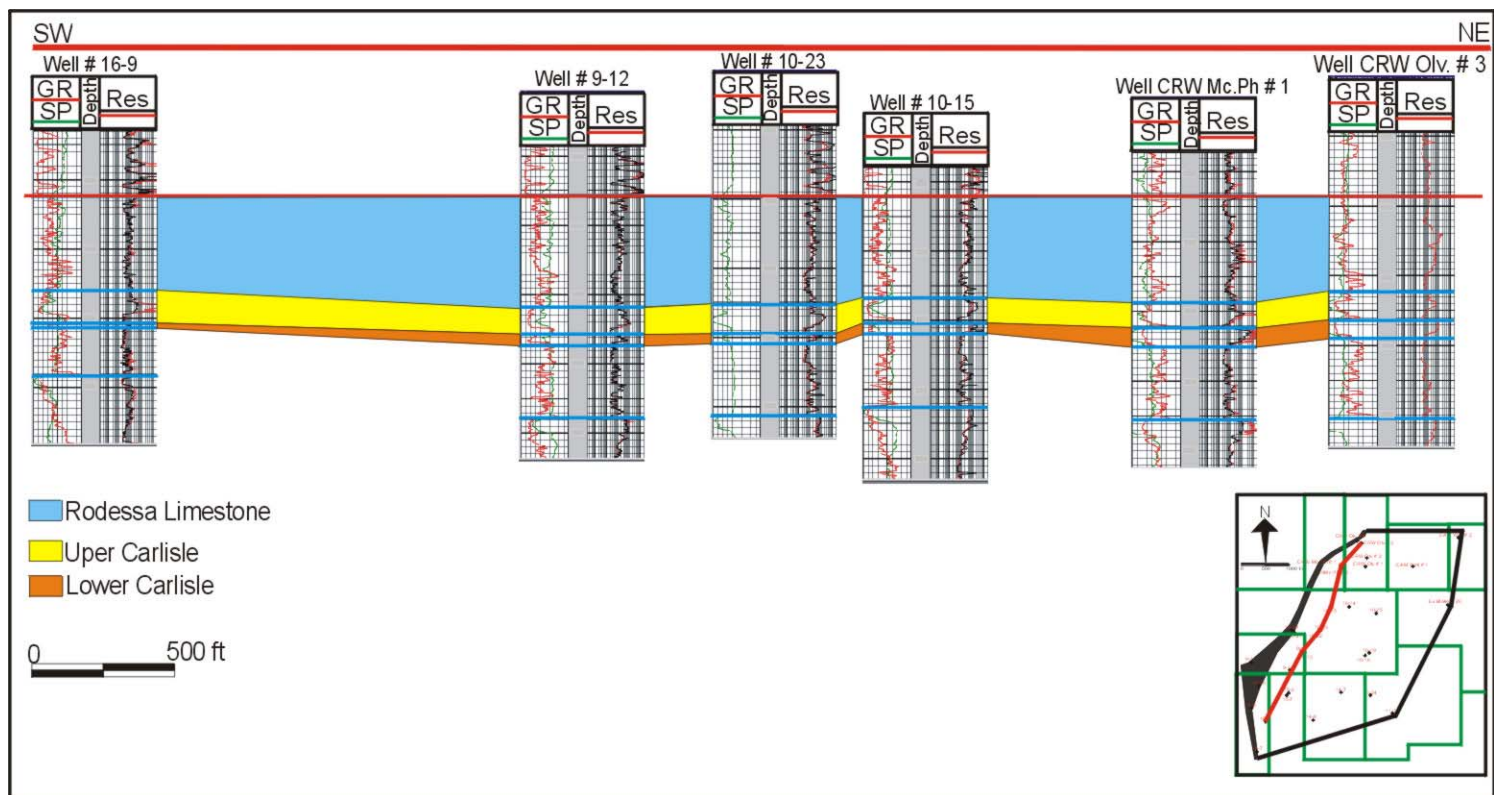 SW
NE
Well # 16-9
GR
SP
Depth
Res
Well # 9-12
GR
SP
Depth
Res
Well # 10-23
GR
SP
Depth
Res
Well # 10-15
GR
SP
Depth
Res
Well CRW Mc.Ph # 1
GR
SP
Depth
Res
Well CRW Olv. # 3
GR
SP
Depth
Res
Rodessa Limestone
Uper Carlisle
Lower Carlisle
0 500 ft
N